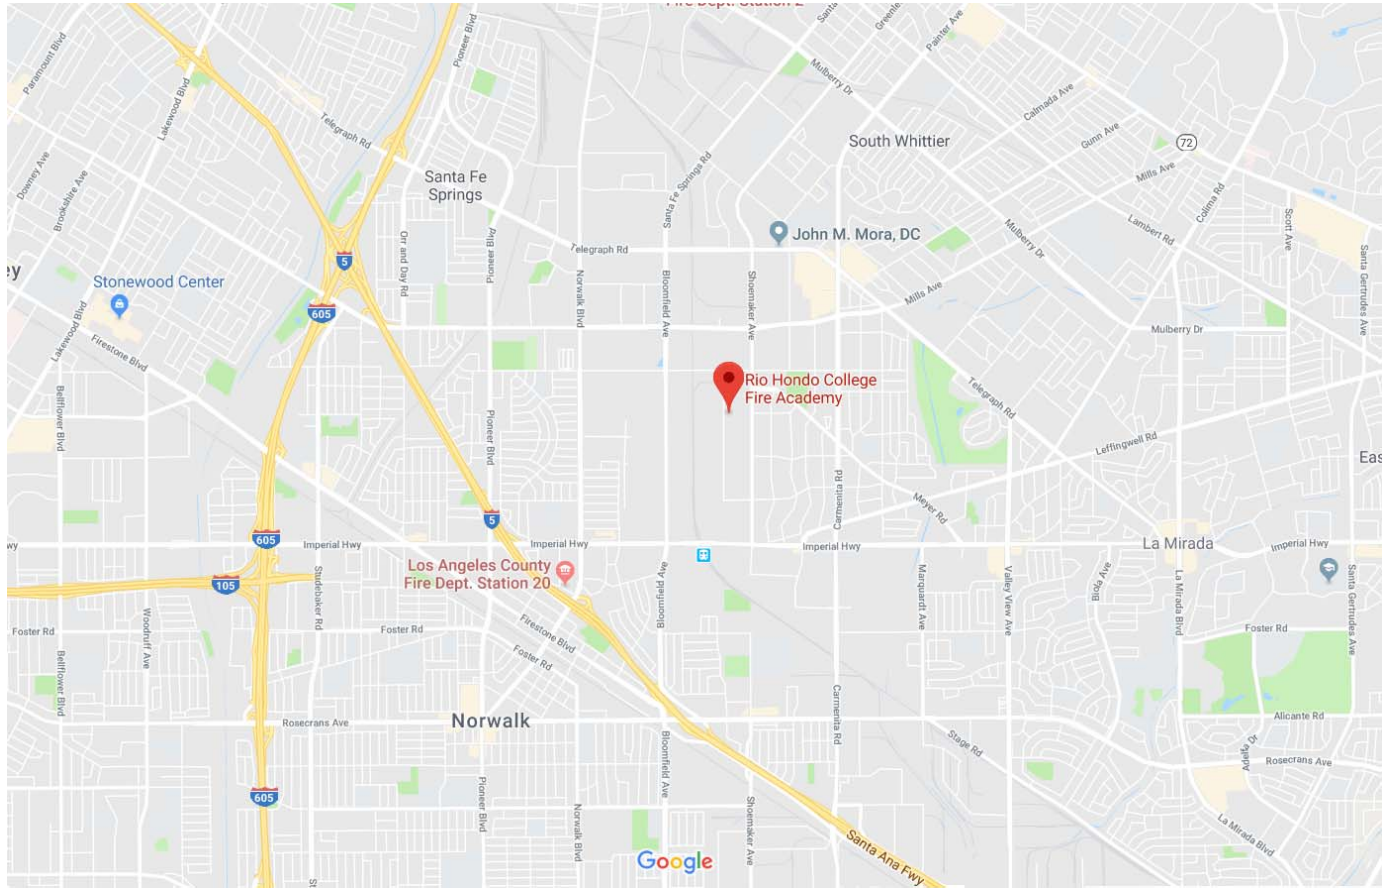 Fire Dept. Station 2
Paramount Blvd
Lakewood Blvd
Pioneer Blvd
Painter Ave
Mulberry Dr
Telegraph Rd
Calmada Ave
Gunn Ave
South Whittier
72
Downey Ave
Brookshire Ave
Santa Fe
Springs
Santa Fe Springs Rd
Mills Ave
Colima Rd
Scott Ave
Lambert Rd
Mulberry Dr
John M. Mora, DC
Orr and Day Rd
Pioneer Blvd
Telegraph Rd
Norwalk Blvd
Bloomfield Ave
Shoemaker Ave
Santa Gertrudes Ave
5
ey
Stonewood Center
Mills Ave
605
Lakewood Blvd
Firestone Blvd
Mulberry Dr
Rio Hondo College
Fire Academy
Telegraph Rd
Bellflower Blvd
Pioneer Blvd
Leffingwell Rd
Eas
Carmenita Rd
Meyer Rd
5
605
wy
Imperial Hwy
Imperial Hwy
Imperial Hwy
La Mirada
Imperial Hwy
Los Angeles County
Fire Dept. Station 20
105
Studebaker Rd
Bloomfield Ave
Marquardt Ave
Valley View Ave
Biola Ave
La Mirada Blvd
Santa Gertrudes Ave
Foster Rd
Woodruff Ave
Foster Rd
Firestone Blvd
Foster Rd
Foster Rd
Bellflower Blvd
Carmenita Rd
Rosecrans Ave
Norwalk
Alicante Rd
Stage Rd
Adelfa Dr
Rosecrans Ave
Bloomfield Ave
605
Pioneer Blvd
Norwalk Blvd
Shoemaker Ave
La Mirada Blvd
Santa Ana Fwy
Google